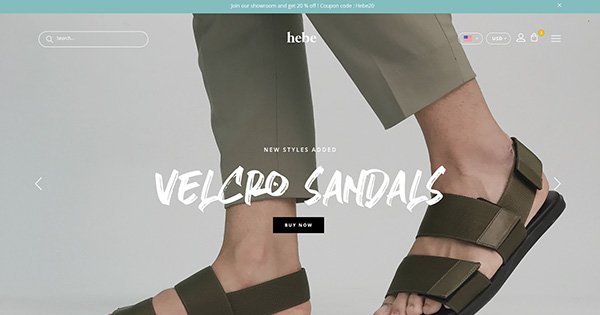 Join our showroom and get 20 % off ! Coupon code : Hebe20
Search...
hebe
USD
NEW STYLES ADDED
VELCRO SANDALS
BUY NOW